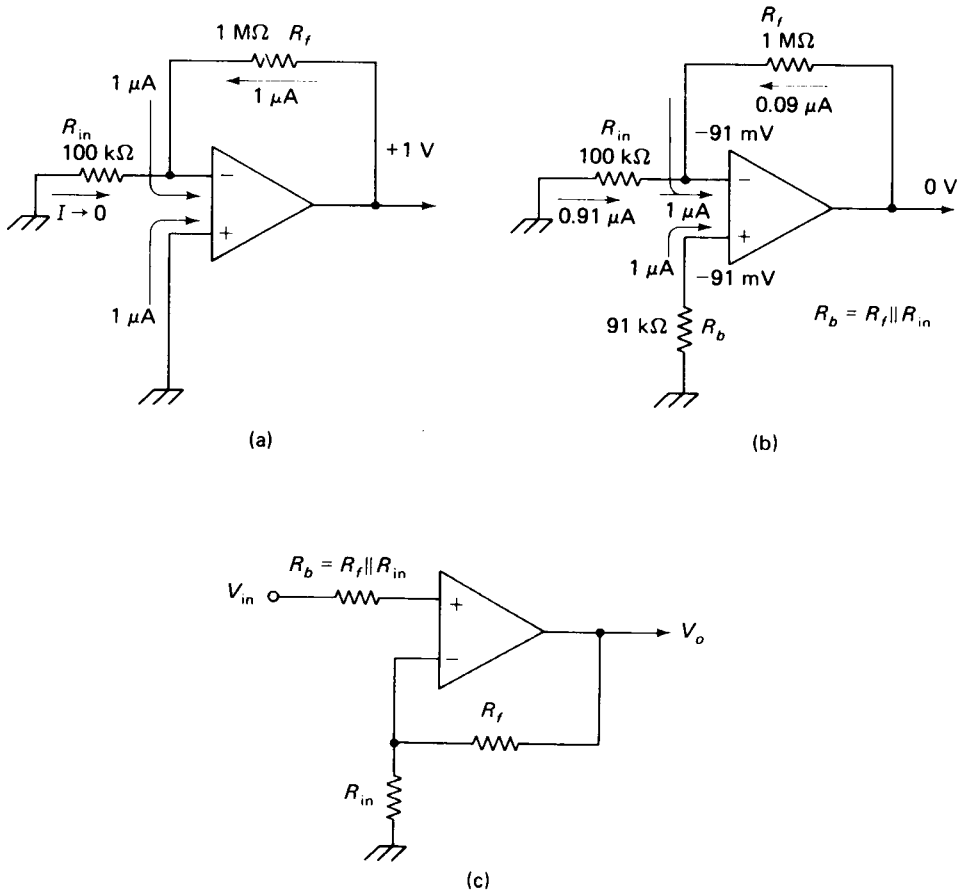 1 MΩ R_f
1 μA
1 μA
R_in
100 kΩ
+1 V
−
I → 0
+
1 μA
(a)
R_f
1 MΩ
0.09 μA
−91 mV
R_in
100 kΩ
−
0 V
0.91 μA
1 μA
+
1 μA
−91 mV
91 kΩ R_b
R_b = R_f || R_in
(b)
R_b = R_f || R_in
V_in
+
V_o
−
R_f
R_in
(c)